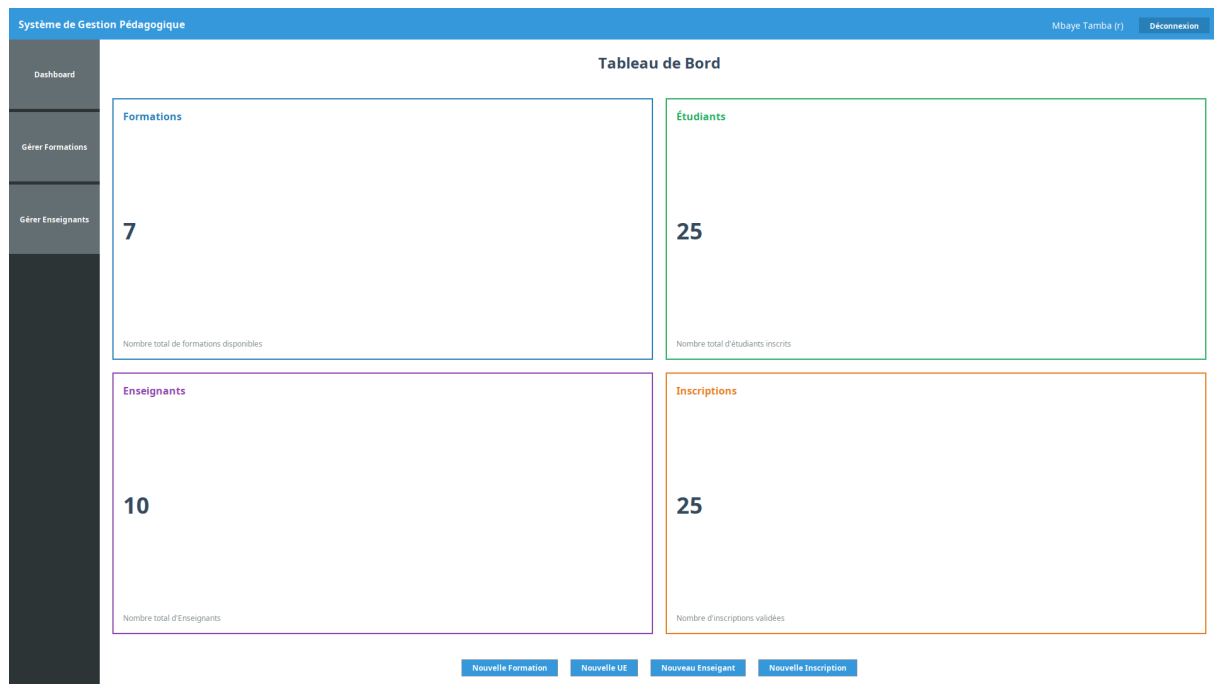 Système de Gestion Pédagogique
Mbaye Tamba (r)
Déconnexion
Dashboard
Gérer Formations
Gérer Enseignants
Tableau de Bord
Formations
7
Nombre total de formations disponibles
Étudiants
25
Nombre total d'étudiants inscrits
Enseignants
10
Nombre total d'Enseignants
Inscriptions
25
Nombre d'inscriptions validées
Nouvelle Formation
Nouvelle UE
Nouveau Enseigant
Nouvelle Inscription